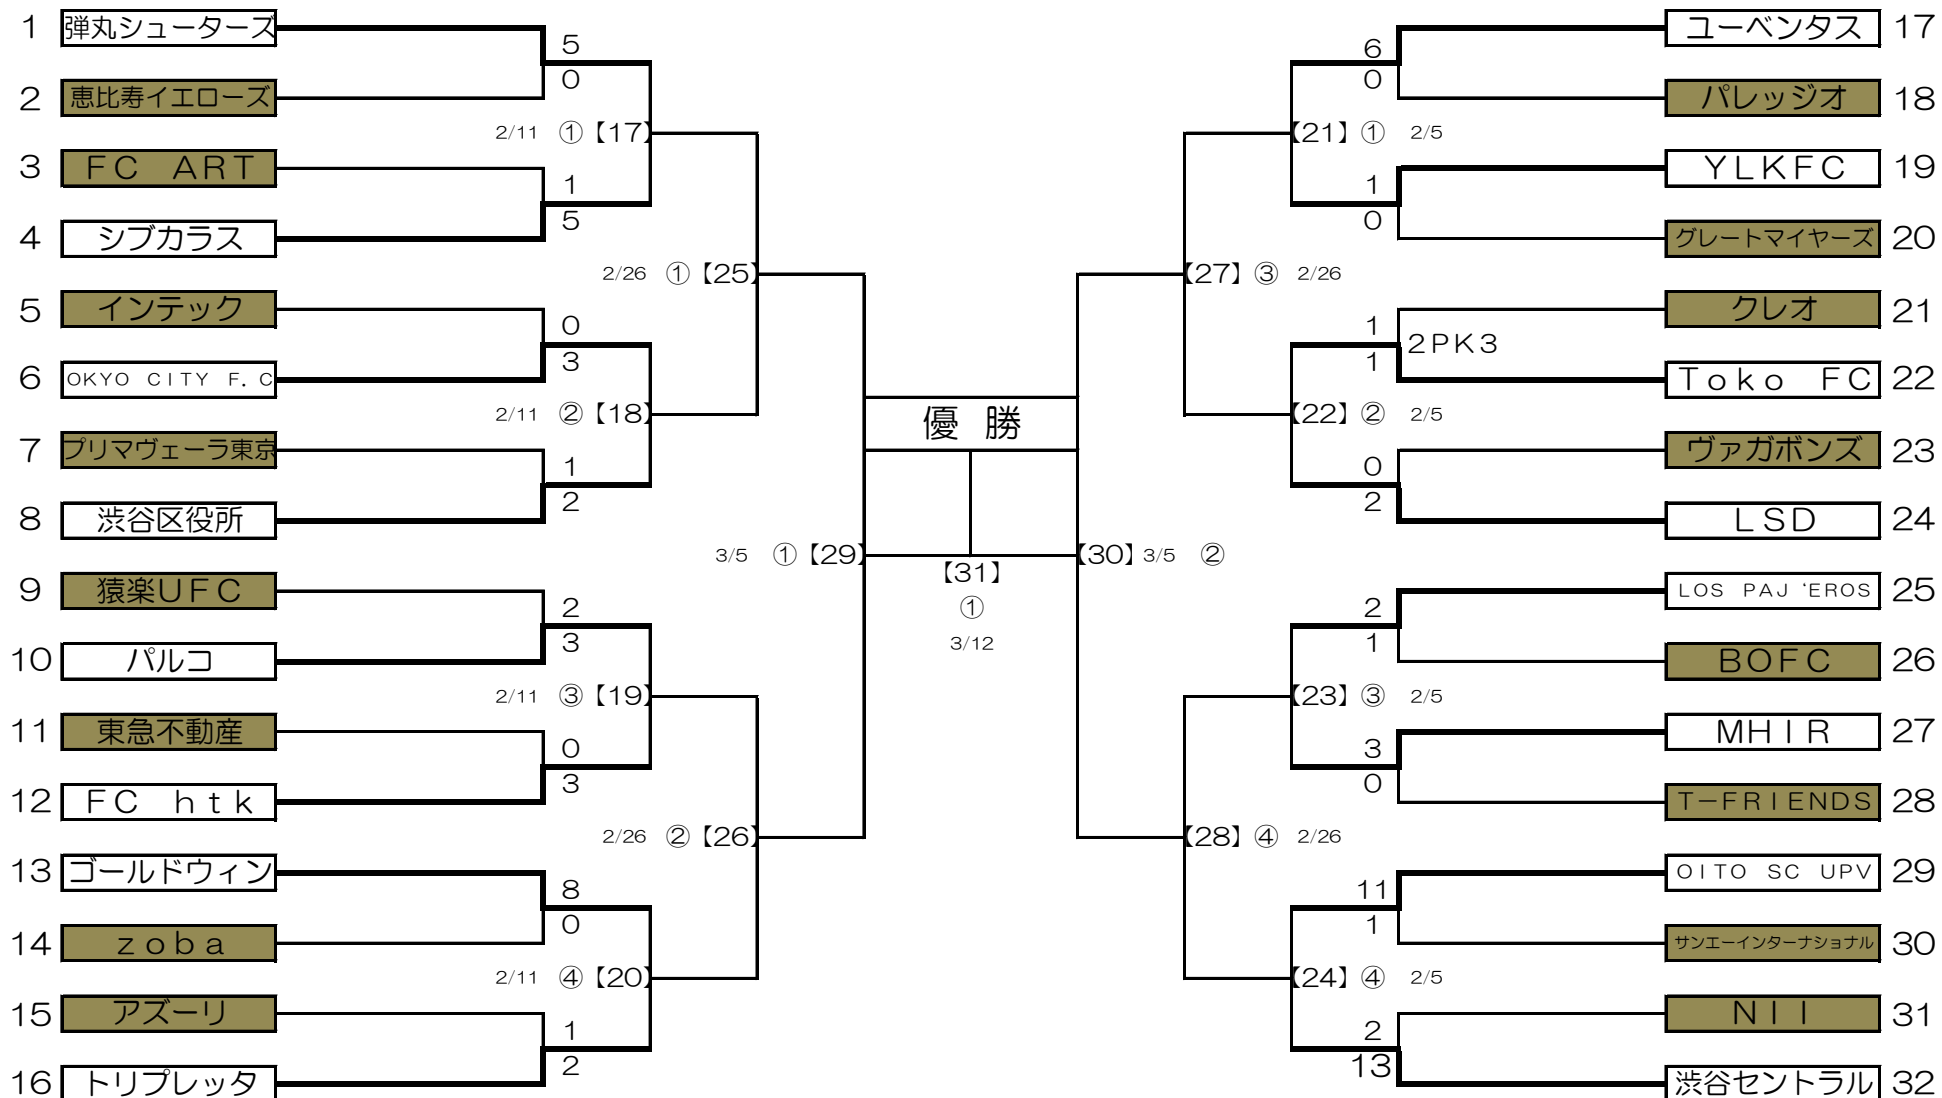 1 弾丸シューターズ
5
0
2 恵比寿イエローズ
2/11 ① 【17】
3 ＦＣ　ＡＲＴ
1
5
4 シブカラス
2/26 ① 【25】
5 インテック
0
3
6 OKYO CITY F. C
2/11 ② 【18】
7 プリマヴェーラ東京
1
2
8 渋谷区役所
3/5 ① 【29】
9 猿楽ＵＦＣ
2
3
10 パルコ
2/11 ③ 【19】
11 東急不動産
0
3
12 ＦＣ　ｈｔｋ
2/26 ② 【26】
13 ゴールドウィン
8
0
14 ｚｏｂａ
2/11 ④ 【20】
15 アズーリ
1
2
16 トリプレッタ
優　勝
【31】
①
3/12
ユーベンタス 17
6
0
パレッジオ 18
【21】 ① 2/5
ＹＬＫＦＣ 19
1
0
グレートマイヤーズ 20
【27】 ③ 2/26
クレオ 21
1
2PK3
1
Ｔｏｋｏ　ＦＣ 22
【22】 ② 2/5
ヴァガボンズ 23
0
2
ＬＳＤ 24
【30】 3/5 ②
LOS PAJ 'EROS 25
2
1
ＢＯＦＣ 26
【23】 ③ 2/5
ＭＨＩＲ 27
3
0
Ｔ－ＦＲＩＥＮＤＳ 28
【28】 ④ 2/26
OITO SC UPV 29
11
1
サンエーインターナショナル 30
【24】 ④ 2/5
ＮＩＩ 31
2
13
渋谷セントラル 32